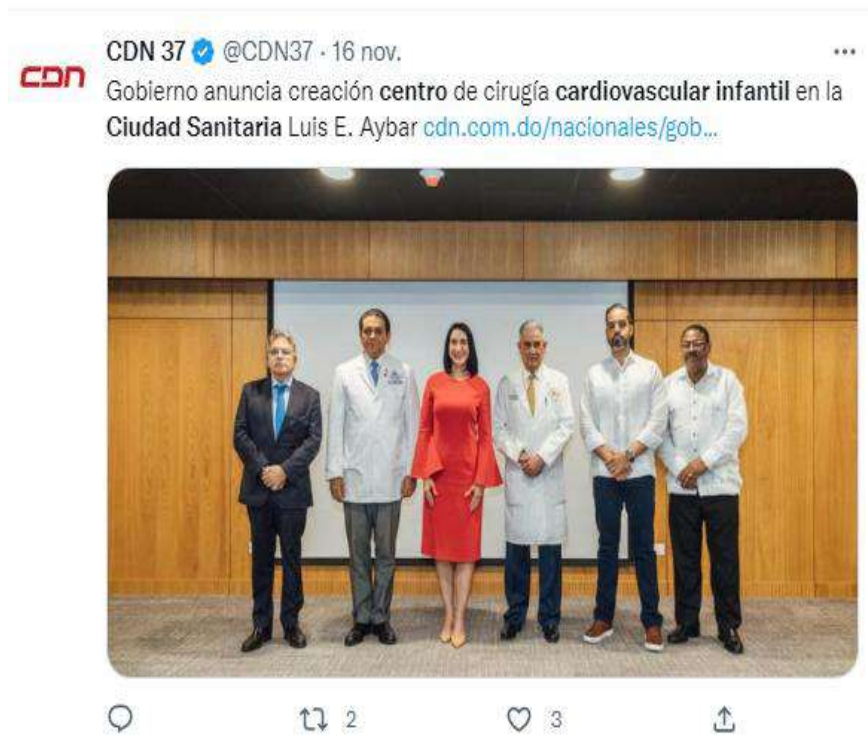 CDN 37 @CDN37 · 16 nov.
CDN
Gobierno anuncia creación centro de cirugía cardiovascular infantil en la
Ciudad Sanitaria Luis E. Aybar cdn.com.do/nacionales/gob...
2
3